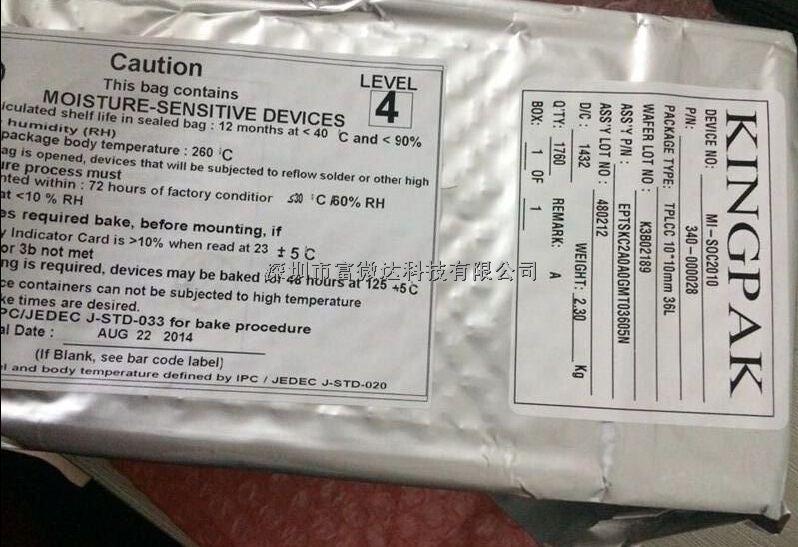 Caution
This bag contains
MOISTURE-SENSITIVE DEVICES
LEVEL
4
iculated shelf life in sealed bag : 12 months at < 40 °C and < 90%
humidity (RH)
package body temperature : 260 °C
ag is opened, devices that will be subjected to reflow solder or other high
ure process must
nted within : 72 hours of factory conditior ≤30 °C /60% RH
at <10 % RH
es required bake, before mounting, if
y Indicator Card is >10% when read at 23 ± 5 °C
or 3b not met
ng is required, devices may be baked for 48 hours at 125 +5 °C
ce containers can not be subjected to high temperature
ke times are desired.
PC/JEDEC J-STD-033 for bake procedure
al Date : AUG 22 2014
(If Blank, see bar code label)
l and body temperature defined by IPC / JEDEC J-STD-020
深圳市富微达科技有限公司
KINGPAK
DEVICE NO: MI-SOC2010
P/N: 340-000028
PACKAGE TYPE: TPLCC 10*10mm 36L
WAFER LOT NO : K3B02189
ASS'Y P/N : EPTSKC2A0A0GMT03605N
ASS'Y LOT NO : 480212
D/C: 1432 WEIGHT: 2.30 Kg
Q'TY: 1760 REMARK: A
BOX: 1 OF 1